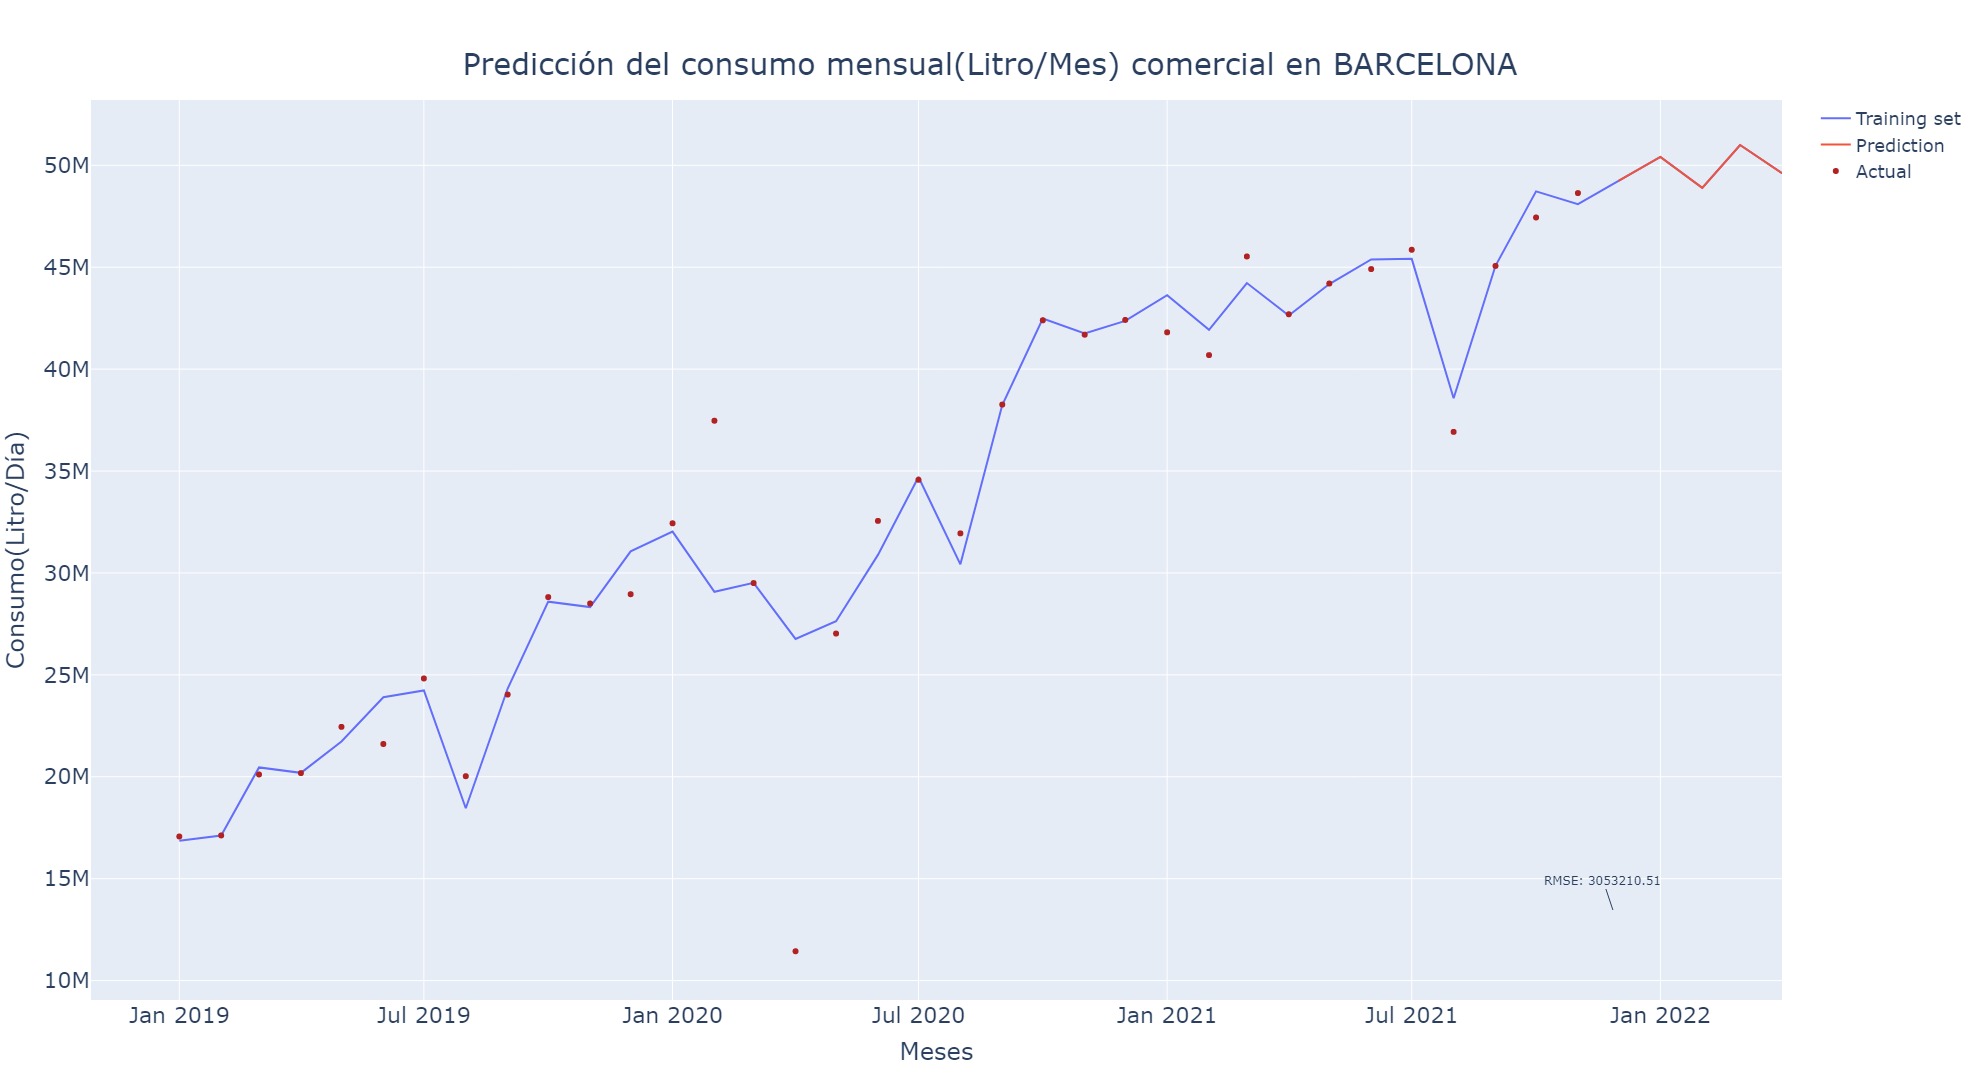 Predicción del consumo mensual(Litro/Mes) comercial en BARCELONA
Training set
Prediction
Actual
Consumo(Litro/Día)
50M
45M
40M
35M
30M
25M
20M
15M
10M
RMSE: 3053210.51
Jan 2019
Jul 2019
Jan 2020
Jul 2020
Jan 2021
Jul 2021
Jan 2022
Meses